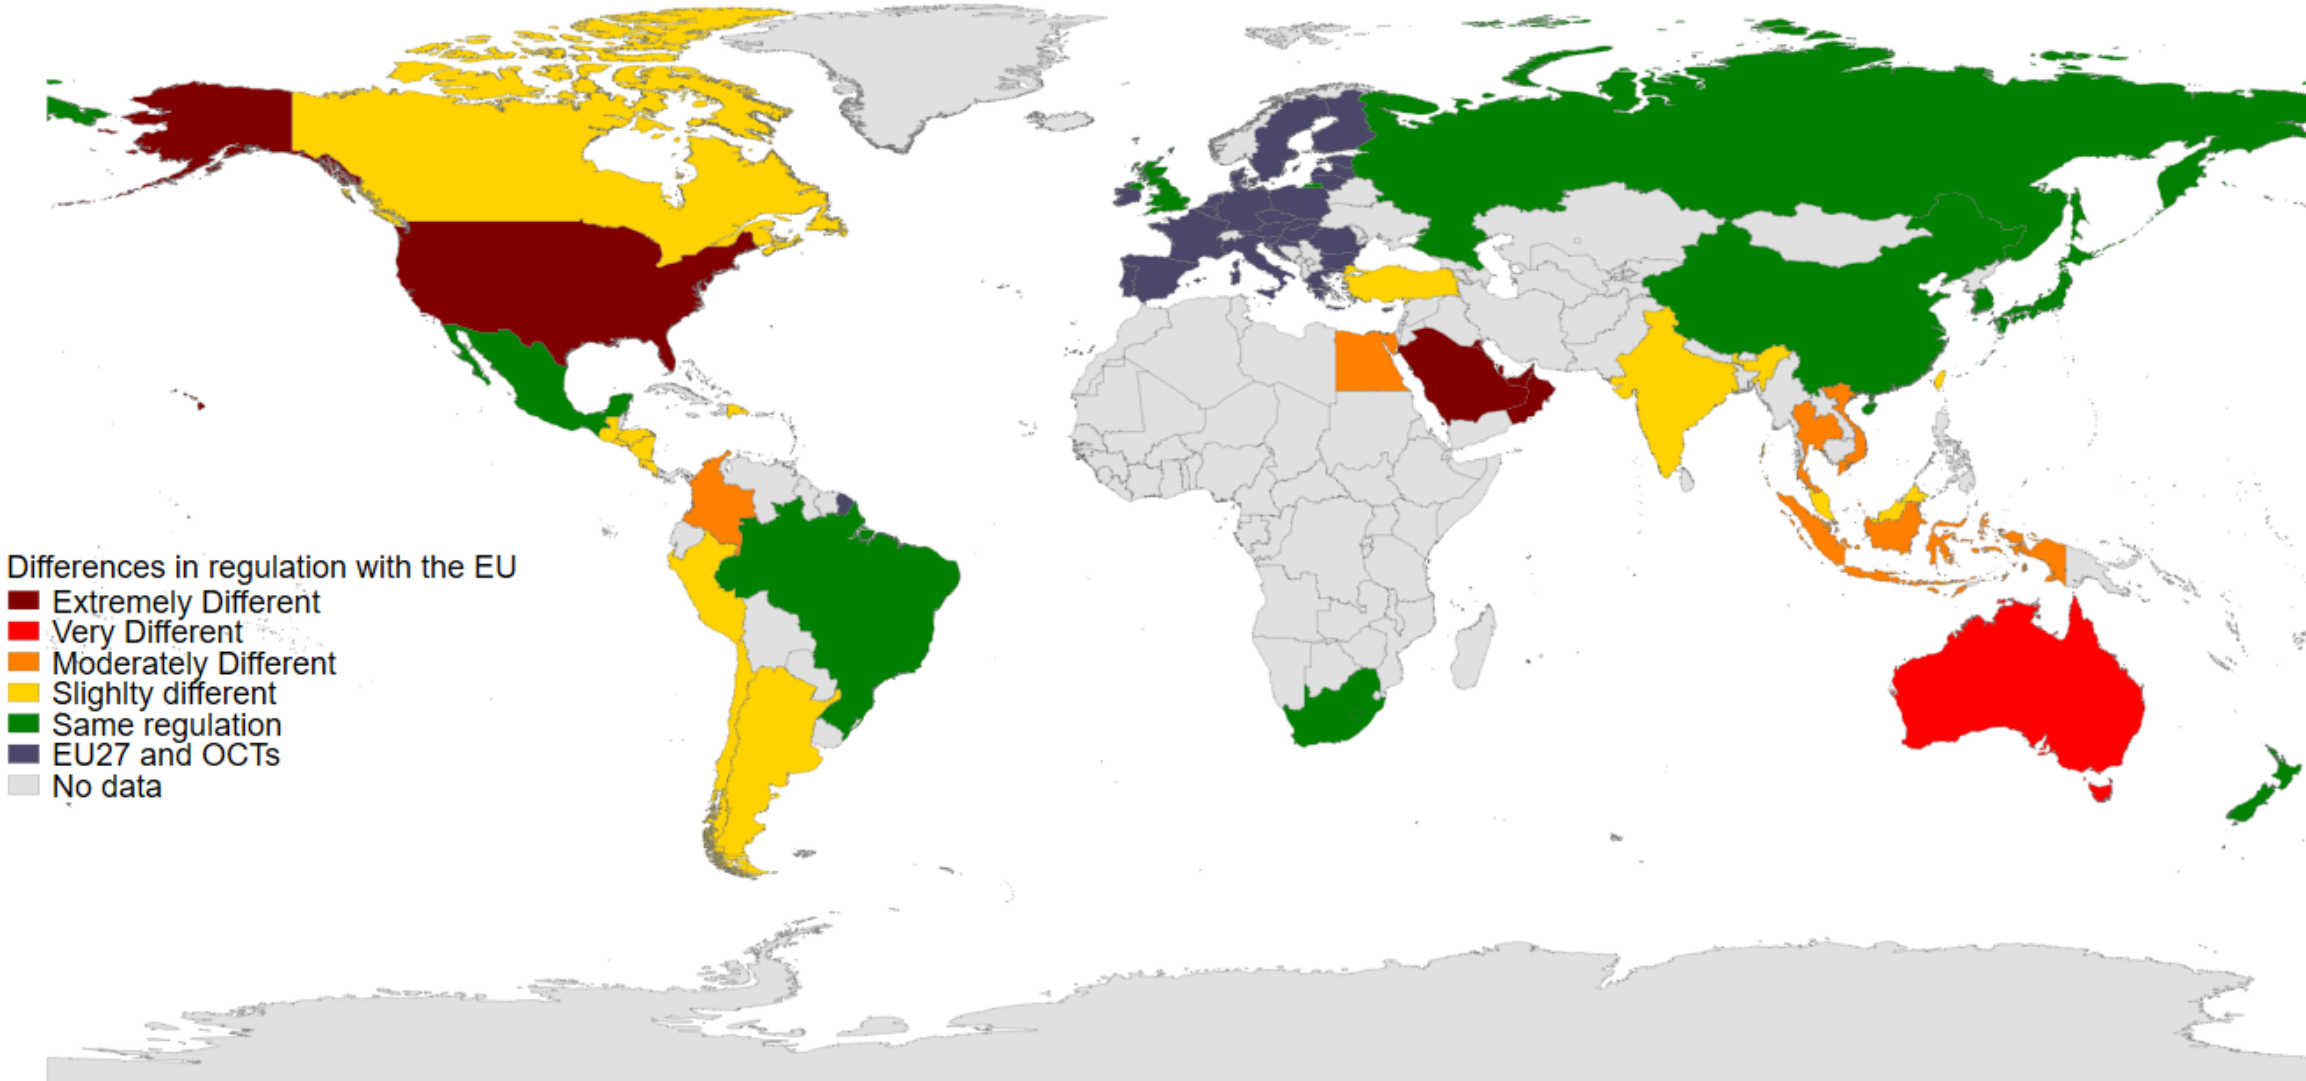 Differences in regulation with the EU
Extremely Different
Very Different
Moderately Different
Slighlty different
Same regulation
EU27 and OCTs
No data